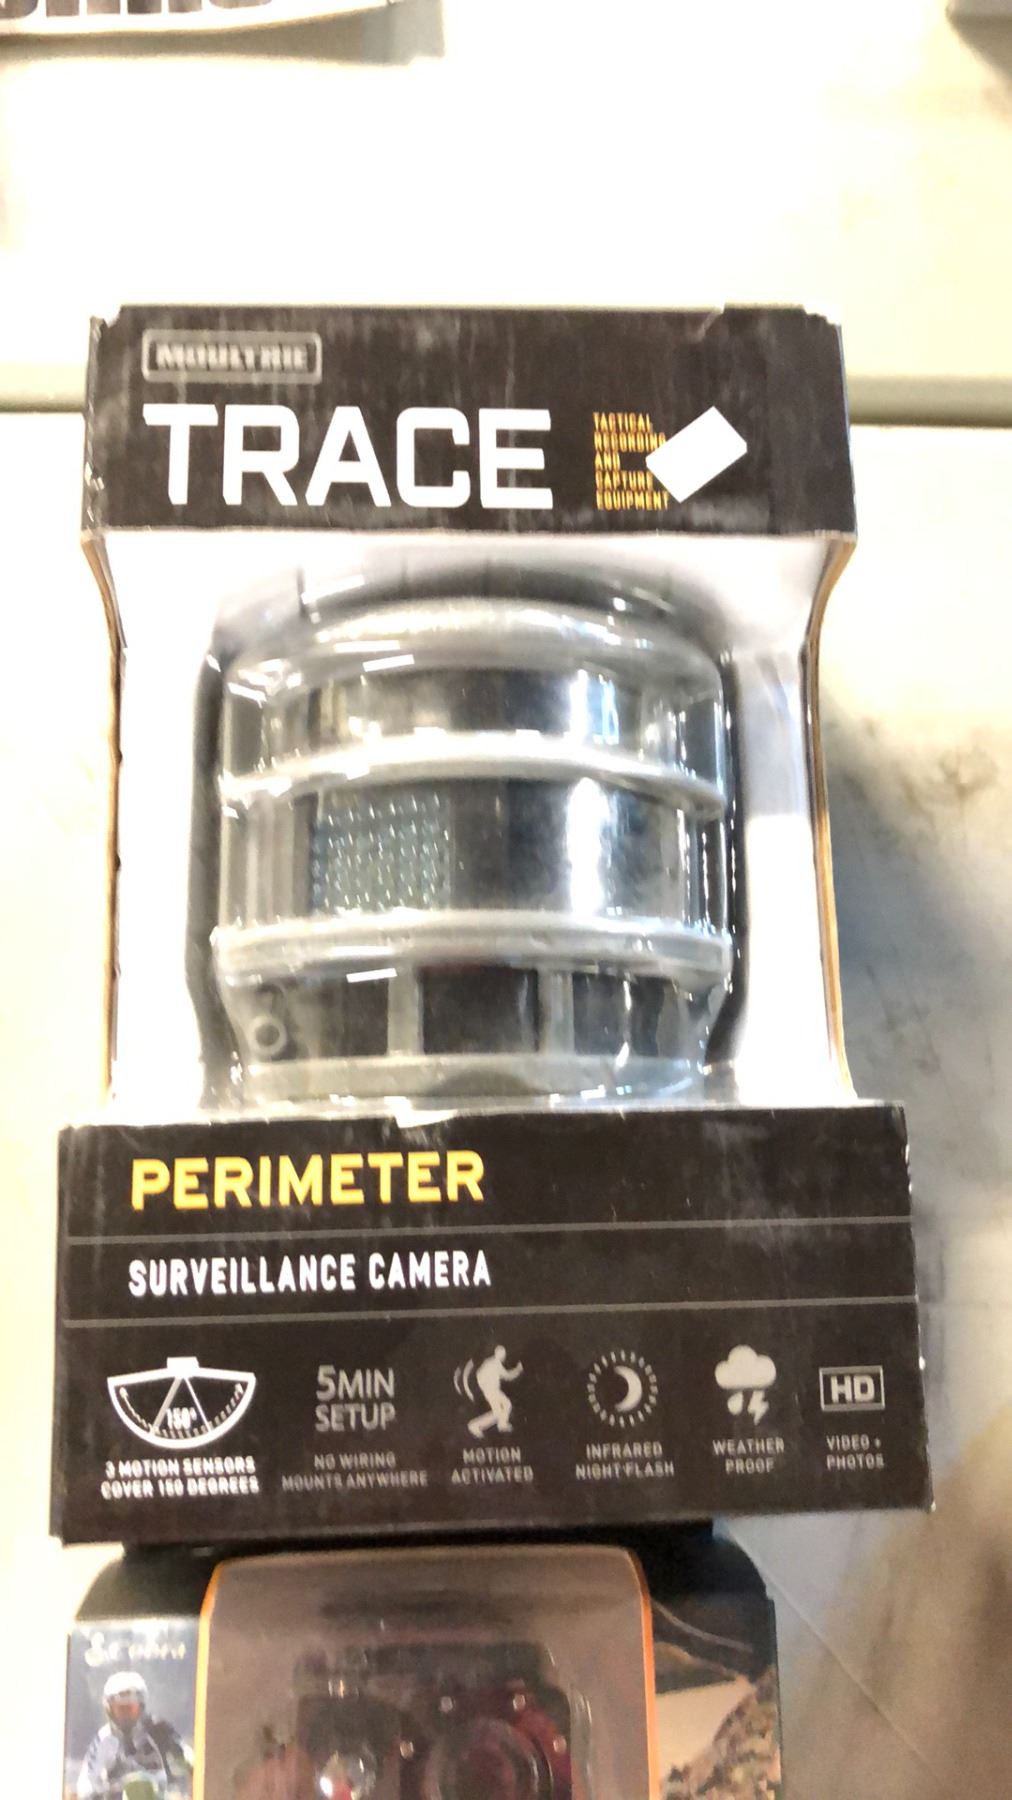 MOULTRIE
TRACE
TACTICAL
RECORDING
AND
CAPTURE
EQUIPMENT
PERIMETER
SURVEILLANCE CAMERA
150°
3 MOTION SENSORS
COVER 150 DEGREES
5MIN
SETUP
NO WIRING
MOUNTS ANYWHERE
MOTION
ACTIVATED
INFRARED
NIGHT FLASH
WEATHER
PROOF
HD
VIDEO +
PHOTOS